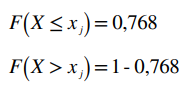 F(X ≤ x_j) = 0,768
F(X > x_j) = 1 - 0,768